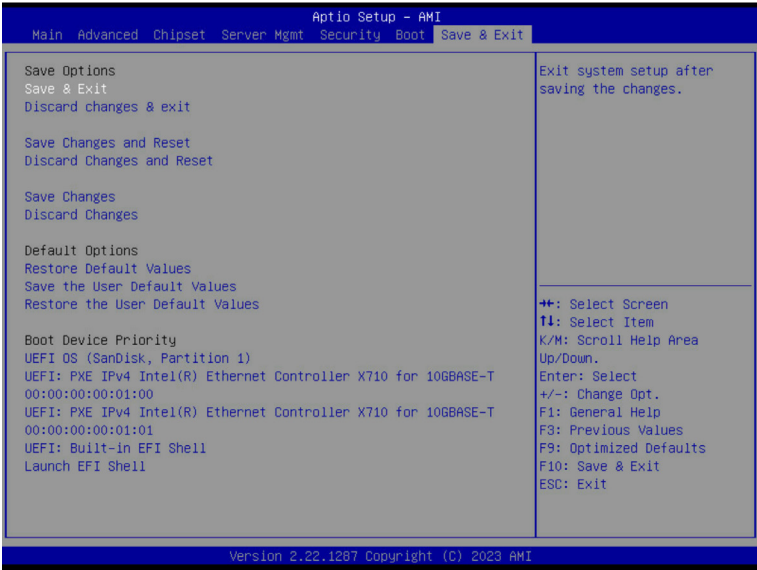 Aptio Setup – AMI
Main Advanced Chipset Server Mgmt Security Boot Save & Exit
Save Options
Save & Exit
Discard changes & exit
Save Changes and Reset
Discard Changes and Reset
Save Changes
Discard Changes
Default Options
Restore Default Values
Save the User Default Values
Restore the User Default Values
Boot Device Priority
UEFI OS (SanDisk, Partition 1)
UEFI: PXE IPv4 Intel(R) Ethernet Controller X710 for 10GBASE-T
00:00:00:00:01:00
UEFI: PXE IPv4 Intel(R) Ethernet Controller X710 for 10GBASE-T
00:00:00:00:01:01
UEFI: Built-in EFI Shell
Launch EFI Shell
Exit system setup after
saving the changes.
→←: Select Screen
↑↓: Select Item
K/M: Scroll Help Area
Up/Down.
Enter: Select
+/-: Change Opt.
F1: General Help
F3: Previous Values
F9: Optimized Defaults
F10: Save & Exit
ESC: Exit
Version 2.22.1287 Copyright (C) 2023 AMI